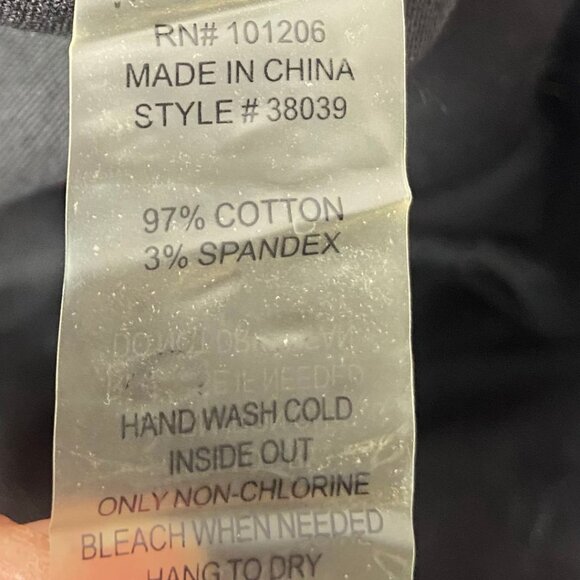 RN# 101206
MADE IN CHINA
STYLE # 38039
97% COTTON
3% SPANDEX
HAND WASH COLD
INSIDE OUT
ONLY NON-CHLORINE
BLEACH WHEN NEEDED
HANG TO DRY